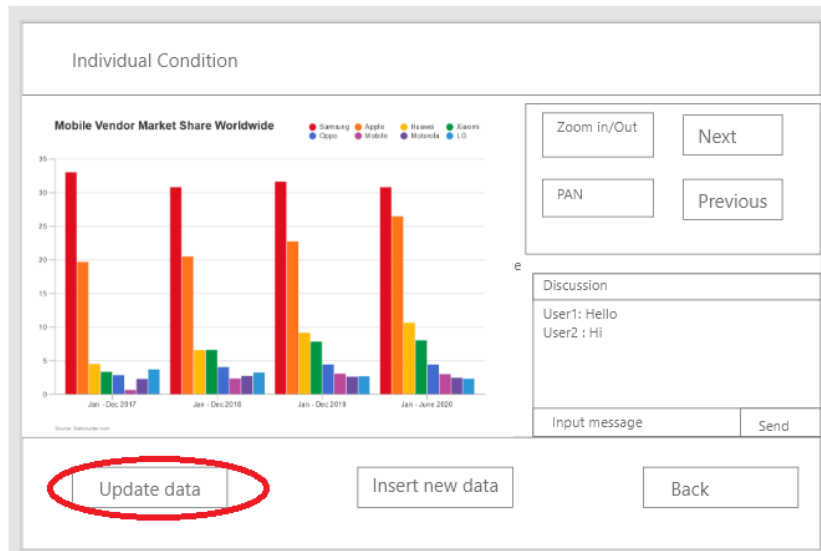 Individual Condition
Mobile Vendor Market Share Worldwide
Samsung Apple Huawei Xiaomi
Oppo Mobile Motorola LG
35
30
25
20
15
10
5
0
Jan - Dec 2017 Jan - Dec 2018 Jan - Dec 2019 Jan - June 2020
Source: Statcounter.com
Zoom in/Out
Next
PAN
Previous
e
Discussion
User1: Hello
User2 : Hi
Input message
Send
Update data
Insert new data
Back